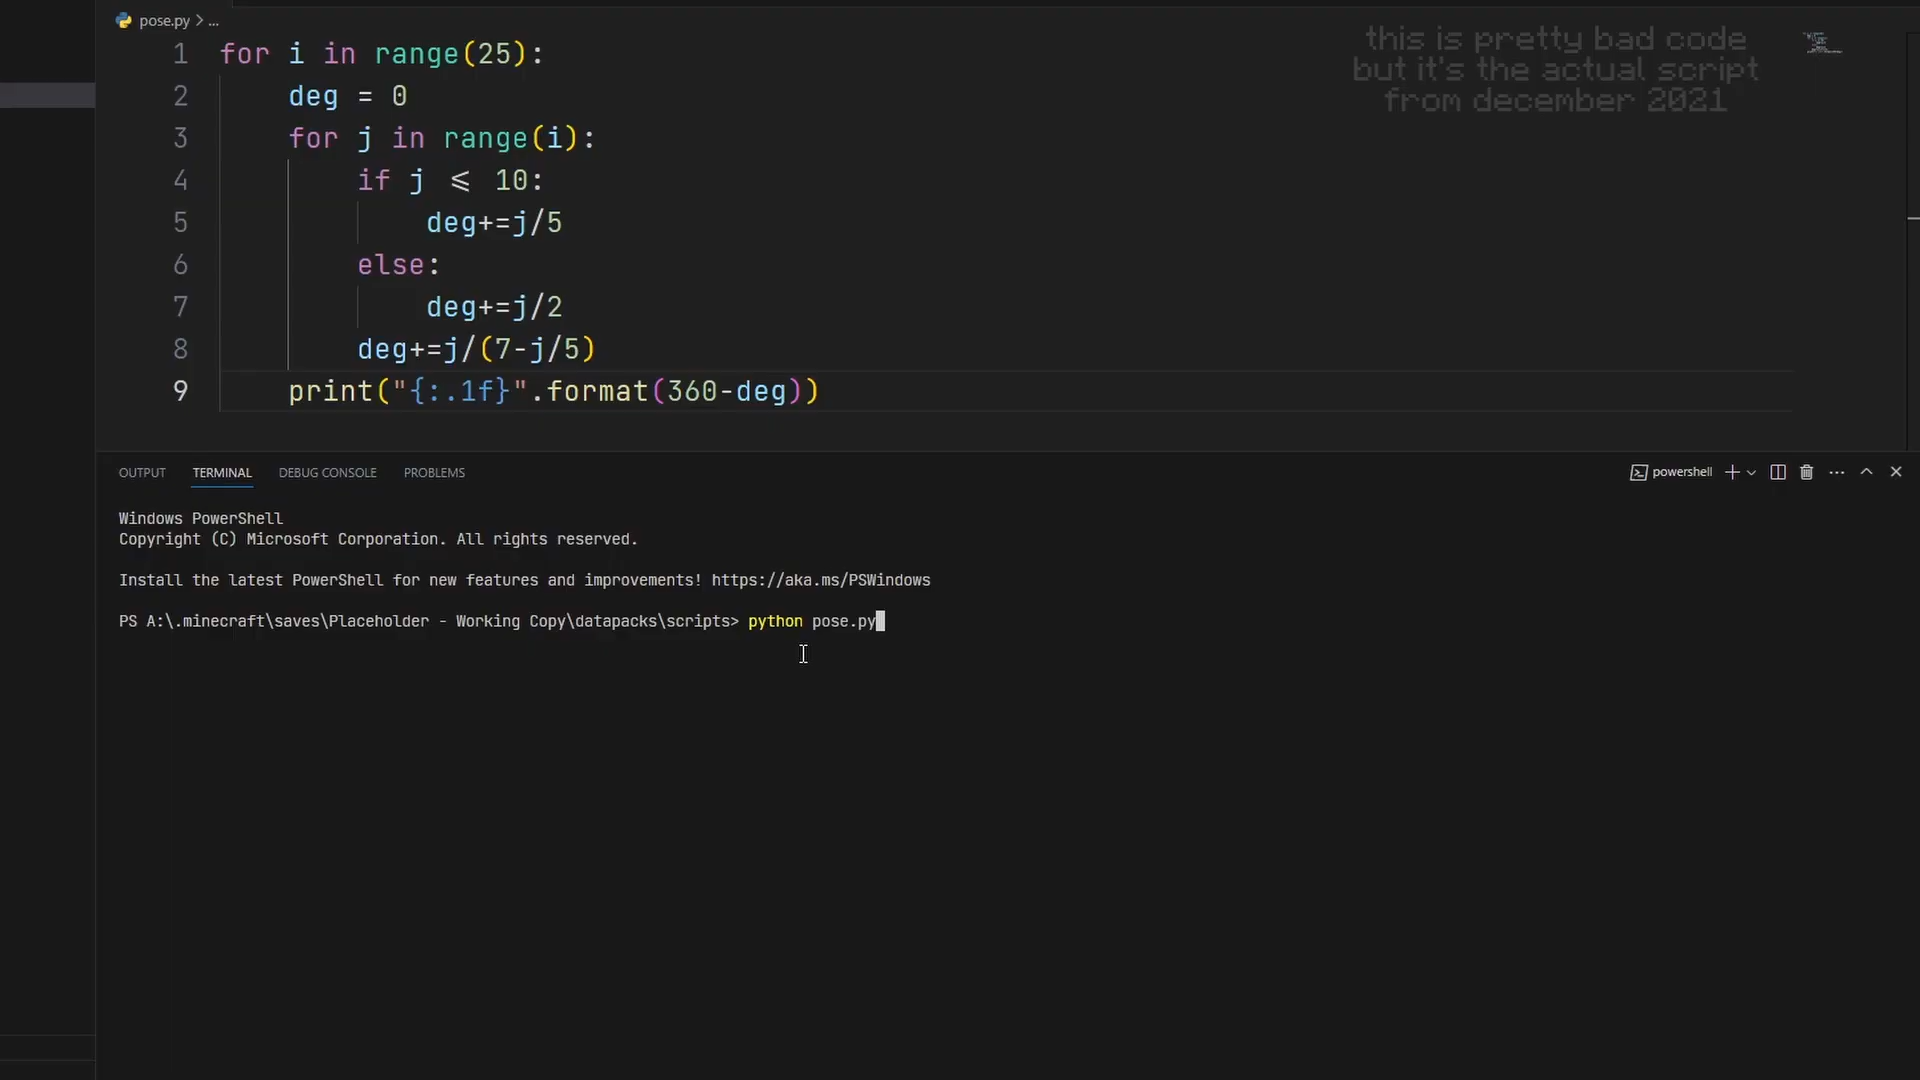 pose.py > ...
this is pretty bad code
but it's the actual script
from december 2021
1 for i in range(25):
2     deg = 0
3     for j in range(i):
4         if j ⩽ 10:
5             deg+=j/5
6         else:
7             deg+=j/2
8         deg+=j/(7-j/5)
9     print("{:.1f}".format(360-deg))
OUTPUT TERMINAL DEBUG CONSOLE PROBLEMS powershell
Windows PowerShell
Copyright (C) Microsoft Corporation. All rights reserved.
Install the latest PowerShell for new features and improvements! https://aka.ms/PSWindows
PS A:\.minecraft\saves\Placeholder - Working Copy\datapacks\scripts> python pose.py